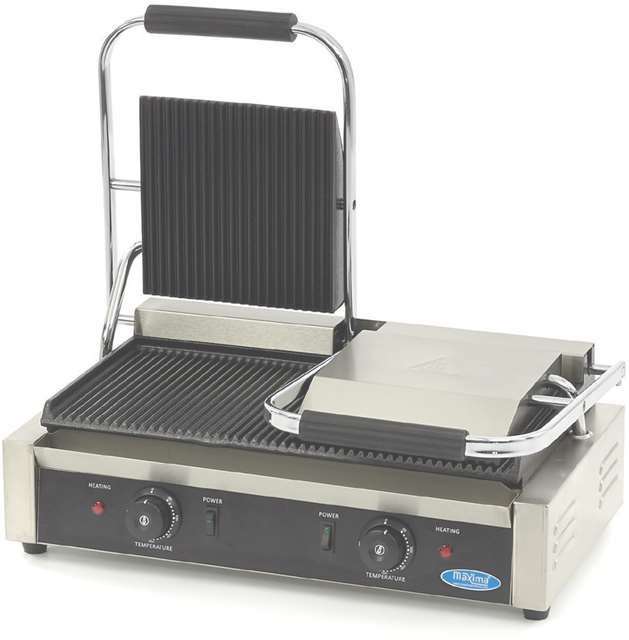 HEATING
TEMPERATURE
POWER
POWER
TEMPERATURE
HEATING
maxima